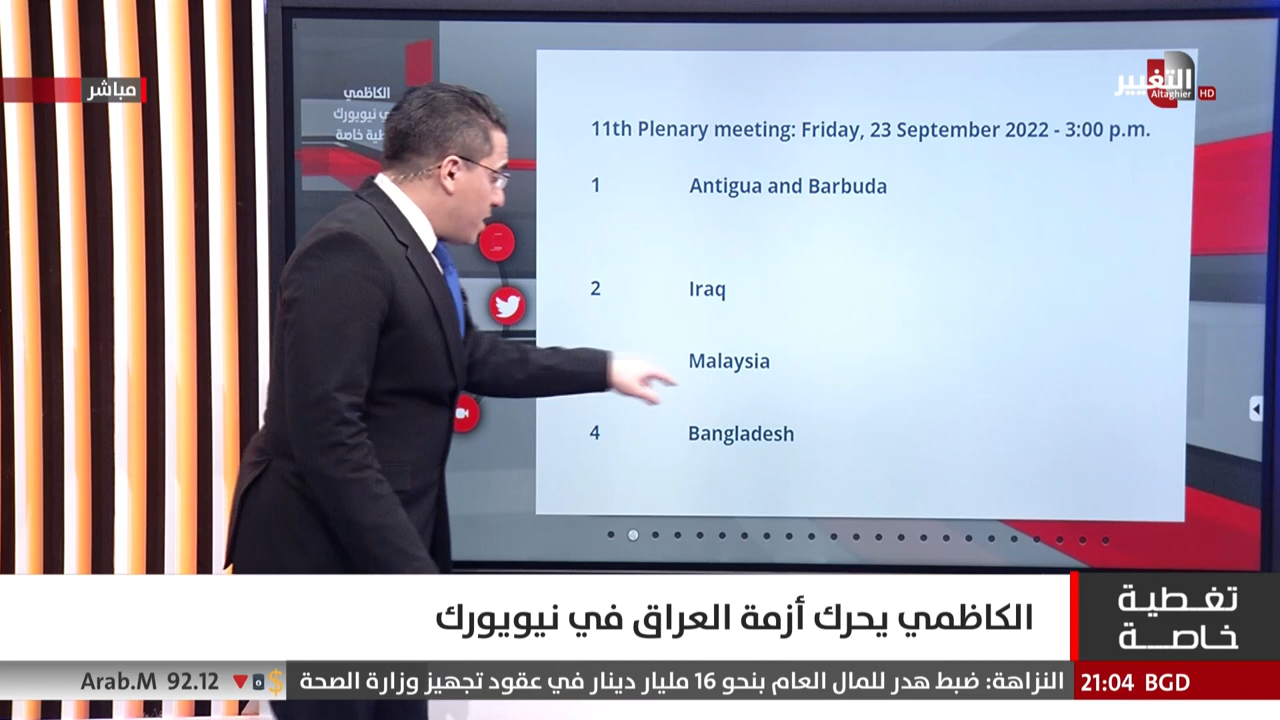 مباشر
الكاظمي
نيويورك
خاصة
التغيير
Altaghier HD
11th Plenary meeting: Friday, 23 September 2022 - 3:00 p.m.
1 Antigua and Barbuda
2 Iraq
Malaysia
4 Bangladesh
تغطية
خاصة
الكاظمي يحرك أزمة العراق في نيويورك
21:04 BGD
النزاهة: ضبط هدر للمال العام بنحو 16 مليار دينار في عقود تجهيز وزارة الصحة
Arab.M 92.12